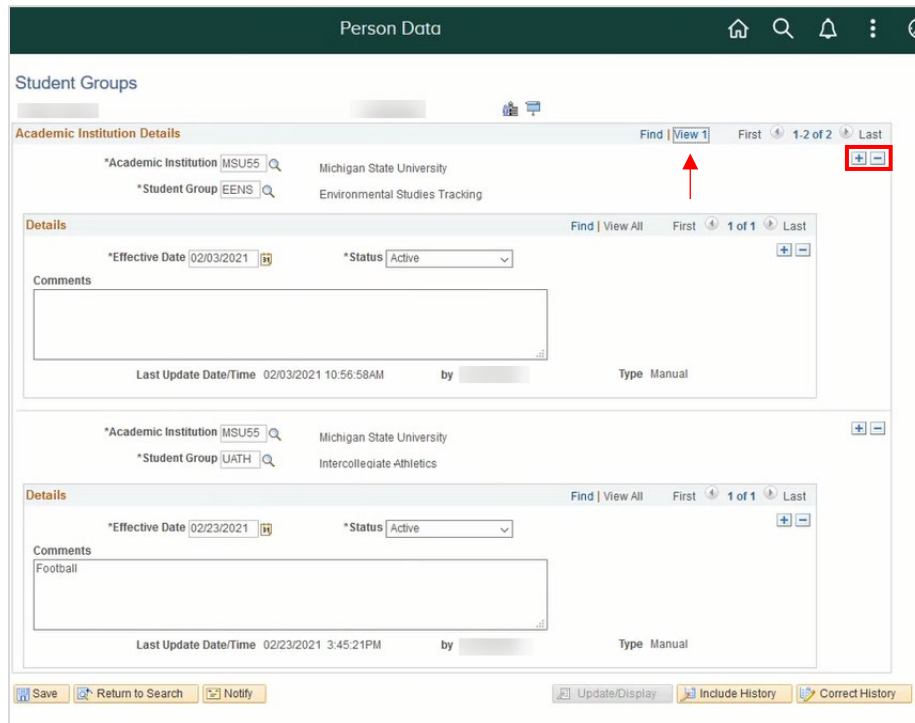 Person Data
Student Groups
Academic Institution Details Find | View 1 First 1-2 of 2 Last
*Academic Institution MSU55 Michigan State University
*Student Group EENS Environmental Studies Tracking
Details Find | View All First 1 of 1 Last
*Effective Date 02/03/2021 *Status Active
Comments
Last Update Date/Time 02/03/2021 10:56:58AM by Type Manual
*Academic Institution MSU55 Michigan State University
*Student Group UATH Intercollegiate Athletics
Details Find | View All First 1 of 1 Last
*Effective Date 02/23/2021 *Status Active
Comments
Football
Last Update Date/Time 02/23/2021 3:45:21PM by Type Manual
Save Return to Search Notify Update/Display Include History Correct History